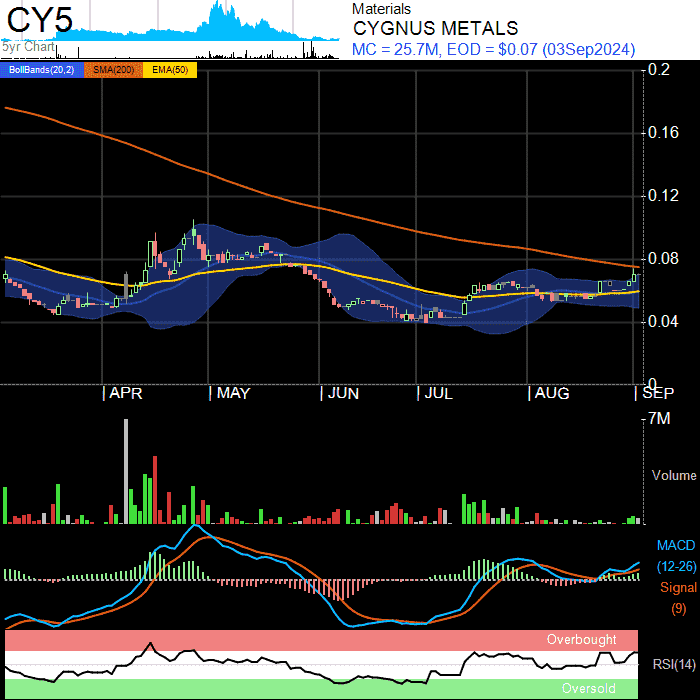 CY5
5yr Chart
Materials
CYGNUS METALS
MC = 25.7M, EOD = $0.07 (03Sep2024)
BollBands(20,2) SMA(200) EMA(50)
0.2
0.16
0.12
0.08
0.04
0
APR MAY JUN JUL AUG SEP
7M
Volume
MACD
(12-26)
Signal
(9)
Overbought
RSI(14)
Oversold